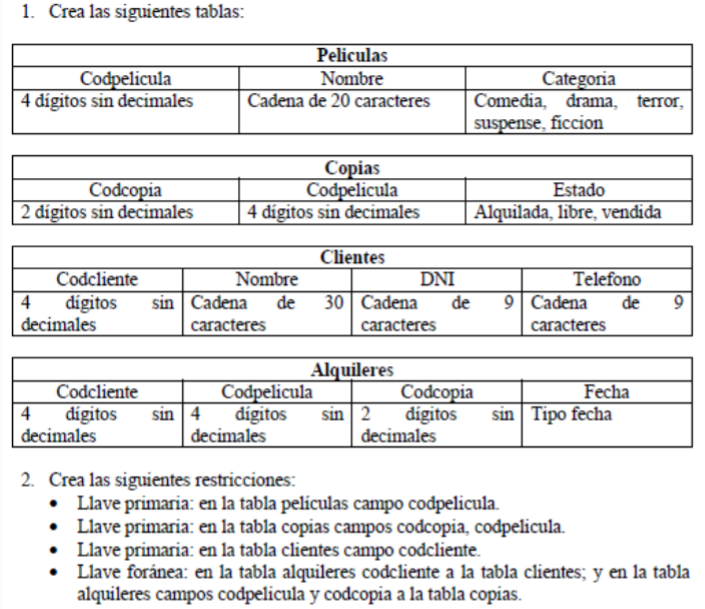 1. Crea las siguientes tablas:
Peliculas
Codpelicula Nombre Categoria
4 dígitos sin decimales Cadena de 20 caracteres Comedia, drama, terror,
suspense, ficcion
Copias
Codcopia Codpelicula Estado
2 dígitos sin decimales 4 dígitos sin decimales Alquilada, libre, vendida
Clientes
Codcliente Nombre DNI Telefono
4 dígitos sin Cadena de 30 Cadena de 9 Cadena de 9
decimales caracteres caracteres caracteres
Alquileres
Codcliente Codpelicula Codcopia Fecha
4 dígitos sin 4 dígitos sin 2 dígitos sin Tipo fecha
decimales decimales decimales
2. Crea las siguientes restricciones:
• Llave primaria: en la tabla películas campo codpelicula.
• Llave primaria: en la tabla copias campos codcopia, codpelicula.
• Llave primaria: en la tabla clientes campo codcliente.
• Llave foránea: en la tabla alquileres codcliente a la tabla clientes; y en la tabla
alquileres campos codpelicula y codcopia a la tabla copias.